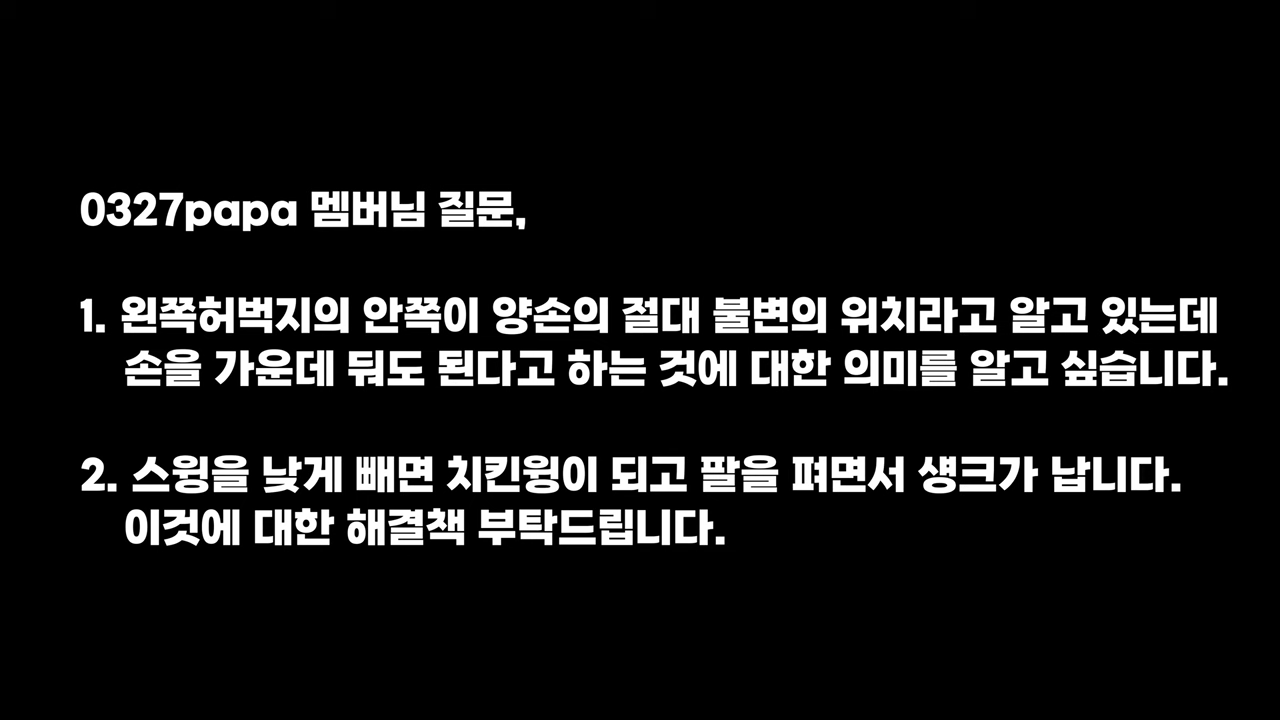 0327papa 멤버님 질문,
1. 왼쪽허벅지의 안쪽이 양손의 절대 불변의 위치라고 알고 있는데
손을 가운데 둬도 된다고 하는 것에 대한 의미를 알고 싶습니다.
2. 스윙을 낮게 빼면 치킨윙이 되고 팔을 펴면서 섕크가 납니다.
이것에 대한 해결책 부탁드립니다.